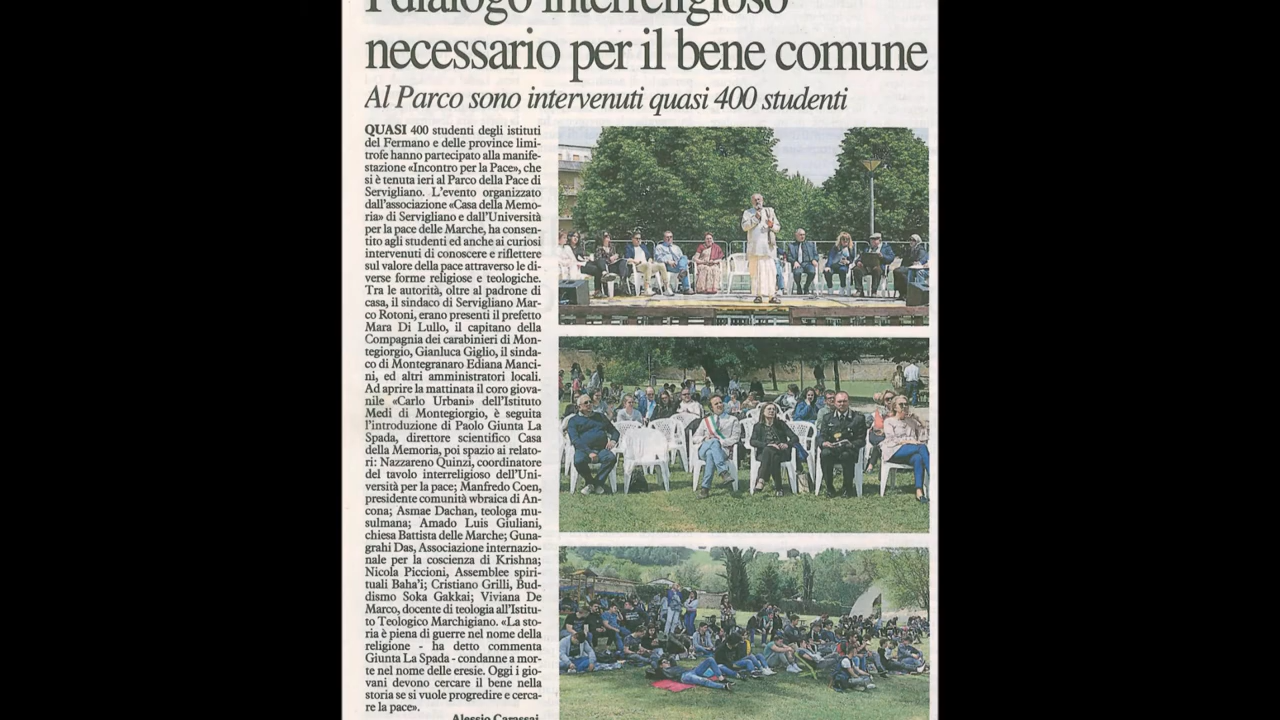 l dialogo interreligioso
necessario per il bene comune
Al Parco sono intervenuti quasi 400 studenti
QUASI 400 studenti degli istituti
del Fermano e delle province limi-
trofe hanno partecipato alla manife-
stazione «Incontro per la Pace», che
si è tenuta ieri al Parco della Pace di
Servigliano. L'evento organizzato
dall'associazione «Casa della Memo-
ria» di Servigliano e dall'Università
per la pace delle Marche, ha consen-
tito agli studenti ed anche ai curiosi
intervenuti di conoscere e riflettere
sul valore della pace attraverso le di-
verse forme religiose e teologiche.
Tra le autorità, oltre al padrone di
casa, il sindaco di Servigliano Mar-
co Rotoni, erano presenti il prefetto
Mara Di Lullo, il capitano della
Compagnia dei carabinieri di Mon-
tegiorgio, Gianluca Giglio, il sinda-
co di Montegranaro Ediana Manci-
ni, ed altri amministratori locali.
Ad aprire la mattinata il coro giova-
nile «Carlo Urbani» dell'Istituto
Medi di Montegiorgio, è seguita
l'introduzione di Paolo Giunta La
Spada, direttore scientifico Casa
della Memoria, poi spazio ai relato-
ri: Nazzareno Quinzi, coordinatore
del tavolo interreligioso dell'Uni-
versità per la pace; Manfredo Coen,
presidente comunità wbraica di An-
cona; Asmae Dachan, teologa mu-
sulmana; Amado Luis Giuliani,
chiesa Battista delle Marche; Guna-
grahi Das, Associazione internazio-
nale per la coscienza di Krishna;
Nicola Piccioni, Assemblee spiri-
tuali Baha'i; Cristiano Grilli, Bud-
dismo Soka Gakkai; Viviana De
Marco, docente di teologia all'Istitu-
to Teologico Marchigiano. «La sto-
ria è piena di guerre nel nome della
religione - ha detto commenta
Giunta La Spada - condanne a mor-
te nel nome delle eresie. Oggi i gio-
vani devono cercare il bene nella
storia se si vuole progredire e cerca-
re la pace».
Alessio Carassai